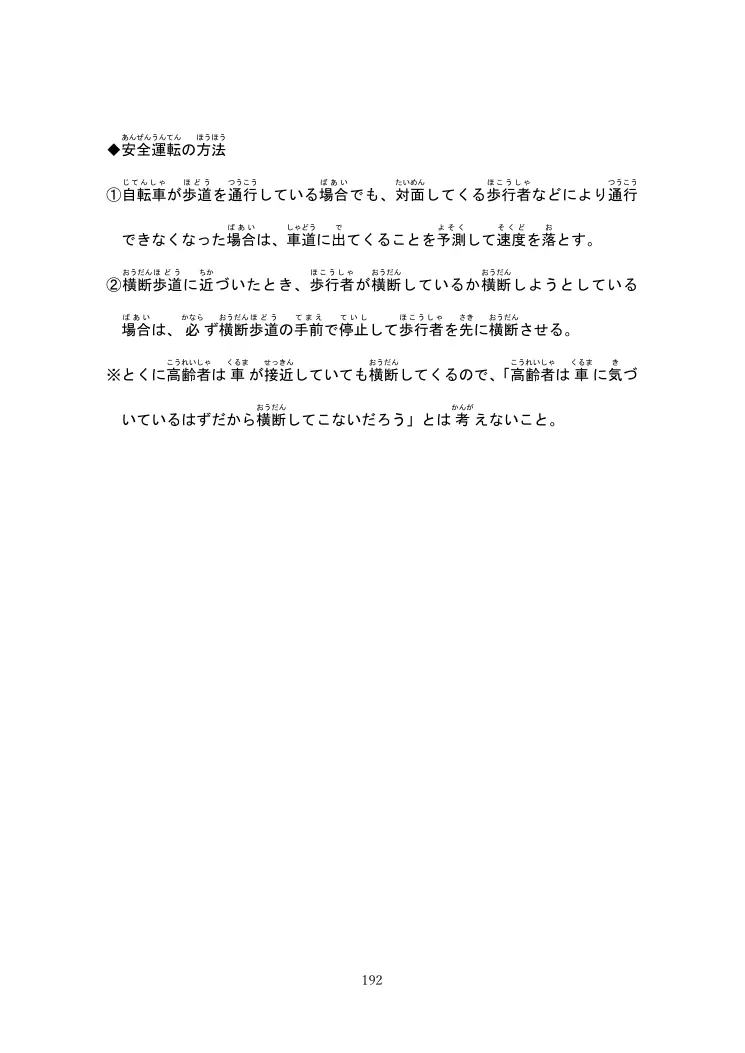 ◆安全運転の方法
①自転車が歩道を通行している場合でも、対面してくる歩行者などにより通行
できなくなった場合は、車道に出てくることを予測して速度を落とす。
②横断歩道に近づいたとき、歩行者が横断しているか横断しようとしている
場合は、必ず横断歩道の手前で停止して歩行者を先に横断させる。
※とくに高齢者は車が接近していても横断してくるので、「高齢者は車に気づ
いているはずだから横断してこないだろう」とは考えないこと。
192